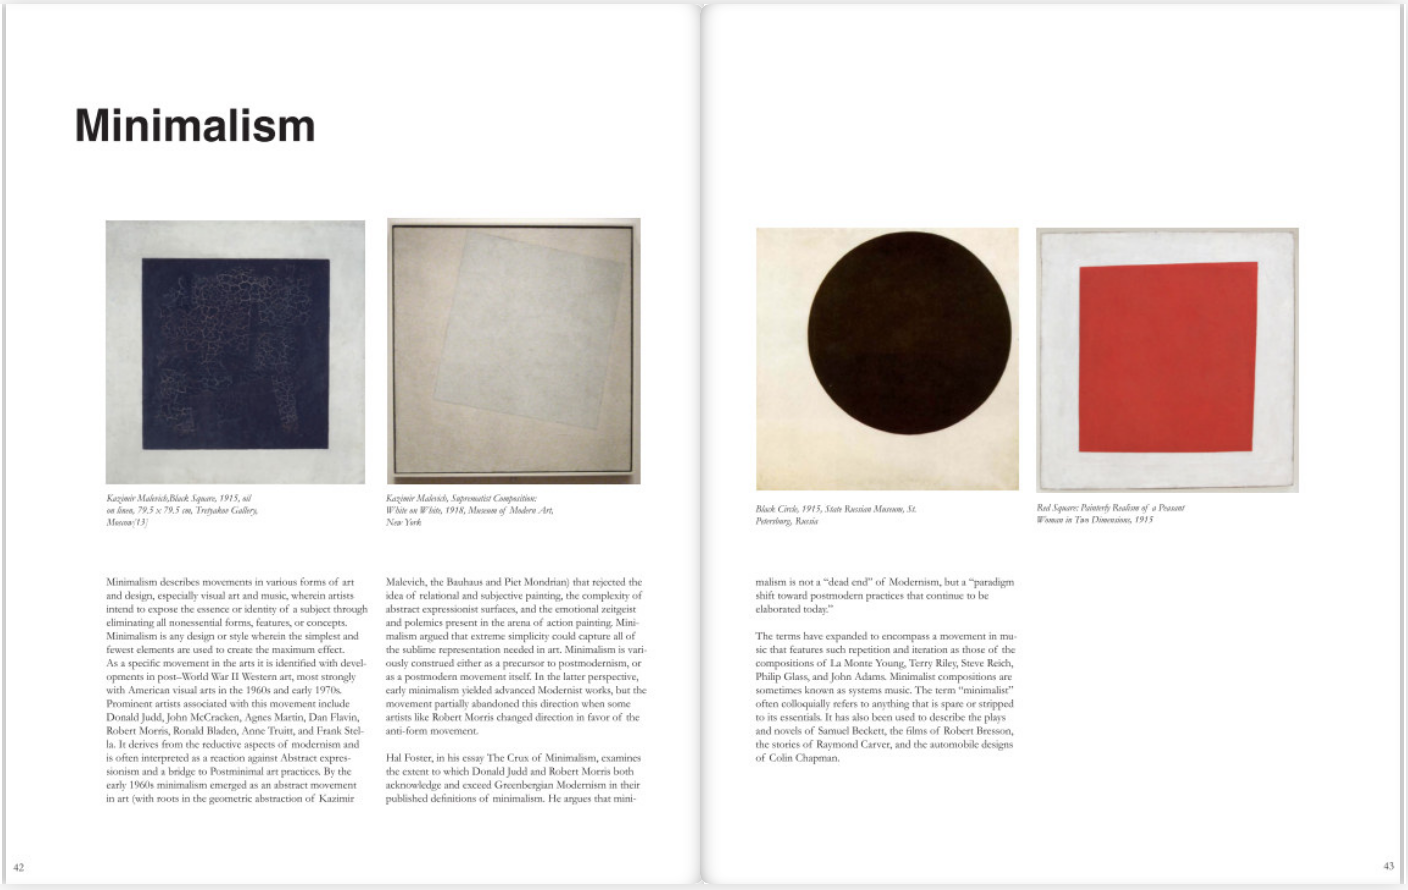 Minimalism
Kazimir Malevich,Black Square, 1915, oil
on linen, 79.5 x 79.5 cm, Tretyakov Gallery,
Moscow[13]
Kazimir Malevich, Suprematist Composition:
White on White, 1918, Museum of Modern Art,
New York
Minimalism describes movements in various forms of art
and design, especially visual art and music, wherein artists
intend to expose the essence or identity of a subject through
eliminating all nonessential forms, features, or concepts.
Minimalism is any design or style wherein the simplest and
fewest elements are used to create the maximum effect.
As a specific movement in the arts it is identified with devel-
opments in post–World War II Western art, most strongly
with American visual arts in the 1960s and early 1970s.
Prominent artists associated with this movement include
Donald Judd, John McCracken, Agnes Martin, Dan Flavin,
Robert Morris, Ronald Bladen, Anne Truitt, and Frank Stel-
la. It derives from the reductive aspects of modernism and
is often interpreted as a reaction against Abstract expres-
sionism and a bridge to Postminimal art practices. By the
early 1960s minimalism emerged as an abstract movement
in art (with roots in the geometric abstraction of Kazimir
Malevich, the Bauhaus and Piet Mondrian) that rejected the
idea of relational and subjective painting, the complexity of
abstract expressionist surfaces, and the emotional zeitgeist
and polemics present in the arena of action painting. Mini-
malism argued that extreme simplicity could capture all of
the sublime representation needed in art. Minimalism is vari-
ously construed either as a precursor to postmodernism, or
as a postmodern movement itself. In the latter perspective,
early minimalism yielded advanced Modernist works, but the
movement partially abandoned this direction when some
artists like Robert Morris changed direction in favor of the
anti-form movement.
Hal Foster, in his essay The Crux of Minimalism, examines
the extent to which Donald Judd and Robert Morris both
acknowledge and exceed Greenbergian Modernism in their
published definitions of minimalism. He argues that mini-
42
Black Circle, 1915, State Russian Museum, St.
Petersburg, Russia
Red Square: Painterly Realism of a Peasant
Woman in Two Dimensions, 1915
malism is not a “dead end” of Modernism, but a “paradigm
shift toward postmodern practices that continue to be
elaborated today.”
The terms have expanded to encompass a movement in mu-
sic that features such repetition and iteration as those of the
compositions of La Monte Young, Terry Riley, Steve Reich,
Philip Glass, and John Adams. Minimalist compositions are
sometimes known as systems music. The term “minimalist”
often colloquially refers to anything that is spare or stripped
to its essentials. It has also been used to describe the plays
and novels of Samuel Beckett, the films of Robert Bresson,
the stories of Raymond Carver, and the automobile designs
of Colin Chapman.
43